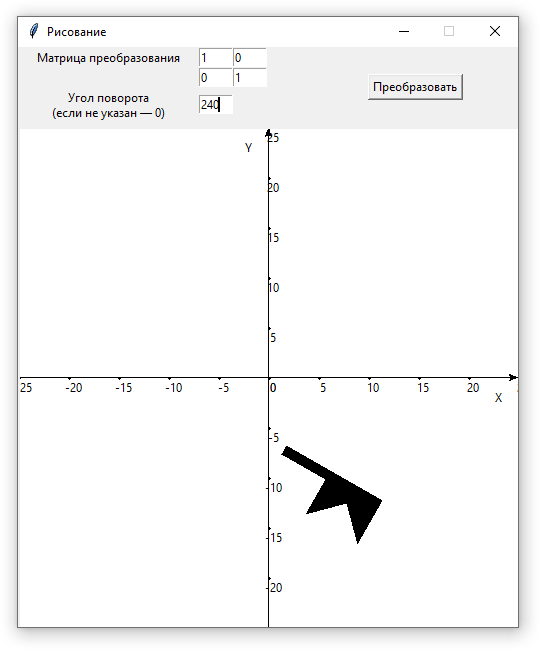 Рисование
Матрица преобразования 1 0
0 1
Преобразовать
Угол поворота
(если не указан — 0) 240
25
Y
20
15
10
5
25 -20 -15 -10 -5 0 5 10 15 20
X
-5
-10
-15
-20